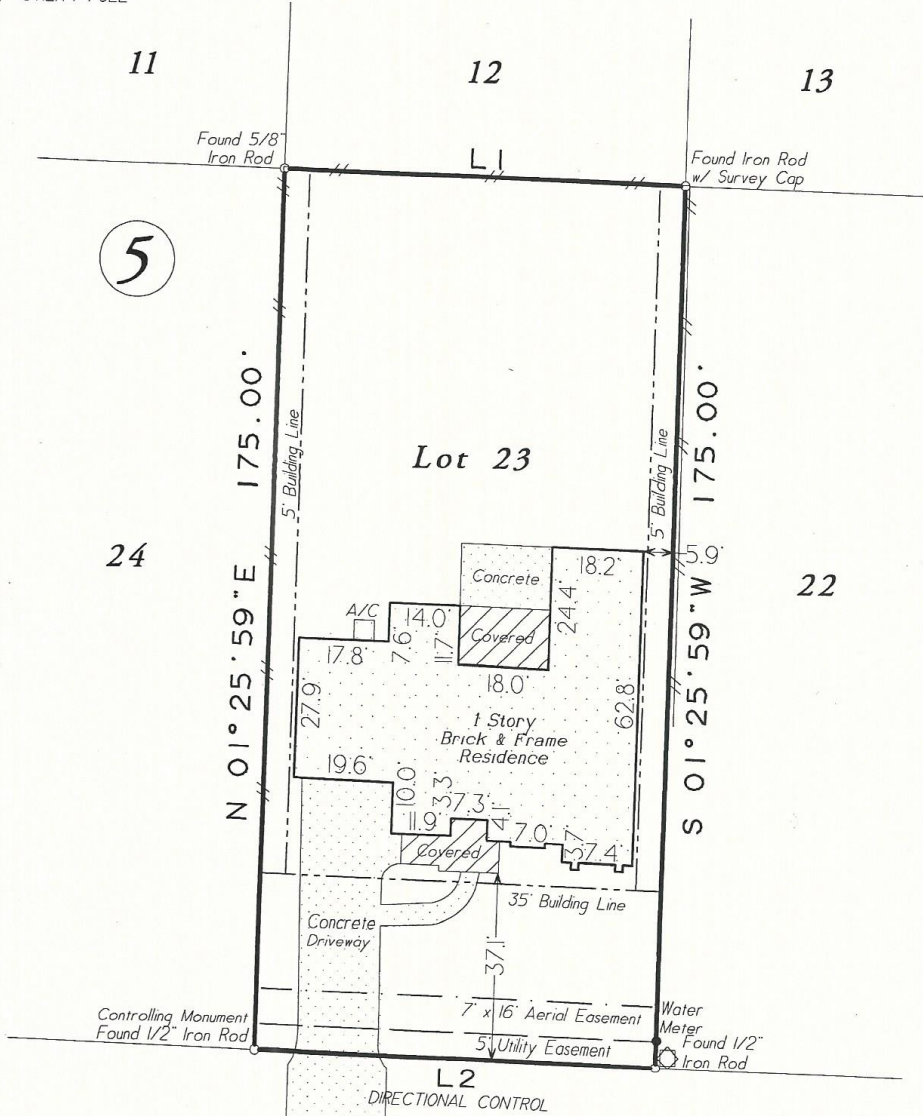 11
12
13
Found 5/8"
Iron Rod
L1
Found Iron Rod
w/ Survey Cap
5
N 01°25'59"E 175.00'
5' Building Line
Lot 23
5' Building Line
S 01°25'59"W 175.00'
24
22
5.9'
Concrete
18.2'
24.4'
A/C
14.0'
7.6'
11.7'
Covered
17.8'
18.0'
27.9'
62.8'
1 Story
Brick & Frame
Residence
19.6'
10.0'
3.3'
7.3'
4.1'
11.9'
7.0'
3.7'
7.4'
Covered
35' Building Line
Concrete
Driveway
37.1'
7' x 16' Aerial Easement
Water
Meter
Controlling Monument
Found 1/2" Iron Rod
5' Utility Easement
Found 1/2"
Iron Rod
L2
DIRECTIONAL CONTROL